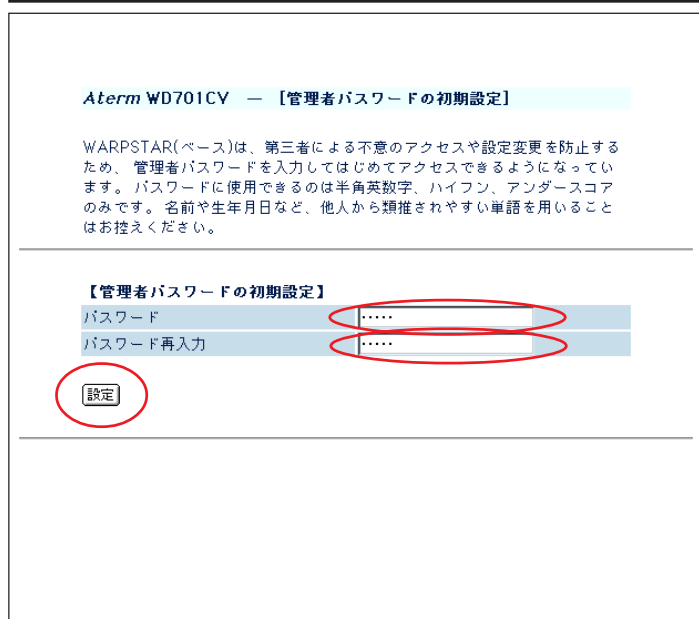 Aterm WD701CV — [管理者パスワードの初期設定]
WARPSTAR(ベース)は、第三者による不意のアクセスや設定変更を防止する
ため、 管理者パスワードを入力してはじめてアクセスできるようになってい
ます。 パスワードに使用できるのは半角英数字、ハイフン、アンダースコア
のみです。 名前や生年月日など、他人から類推されやすい単語を用いること
はお控えください。
【管理者パスワードの初期設定】
パスワード •••••
パスワード再入力 •••••
設定